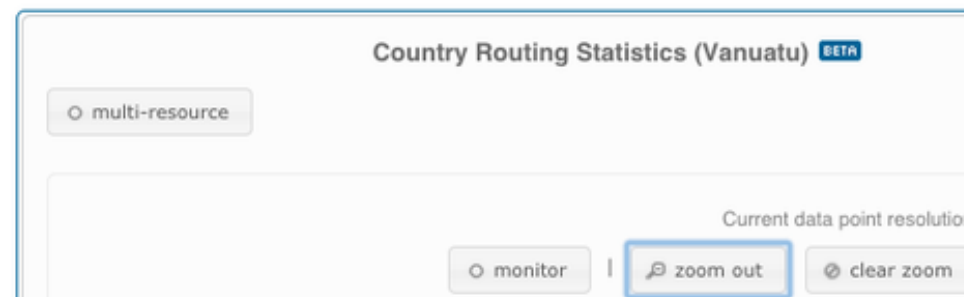 Country Routing Statistics (Vanuatu) BETA
multi-resource
Current data point resolutio
monitor | zoom out clear zoom